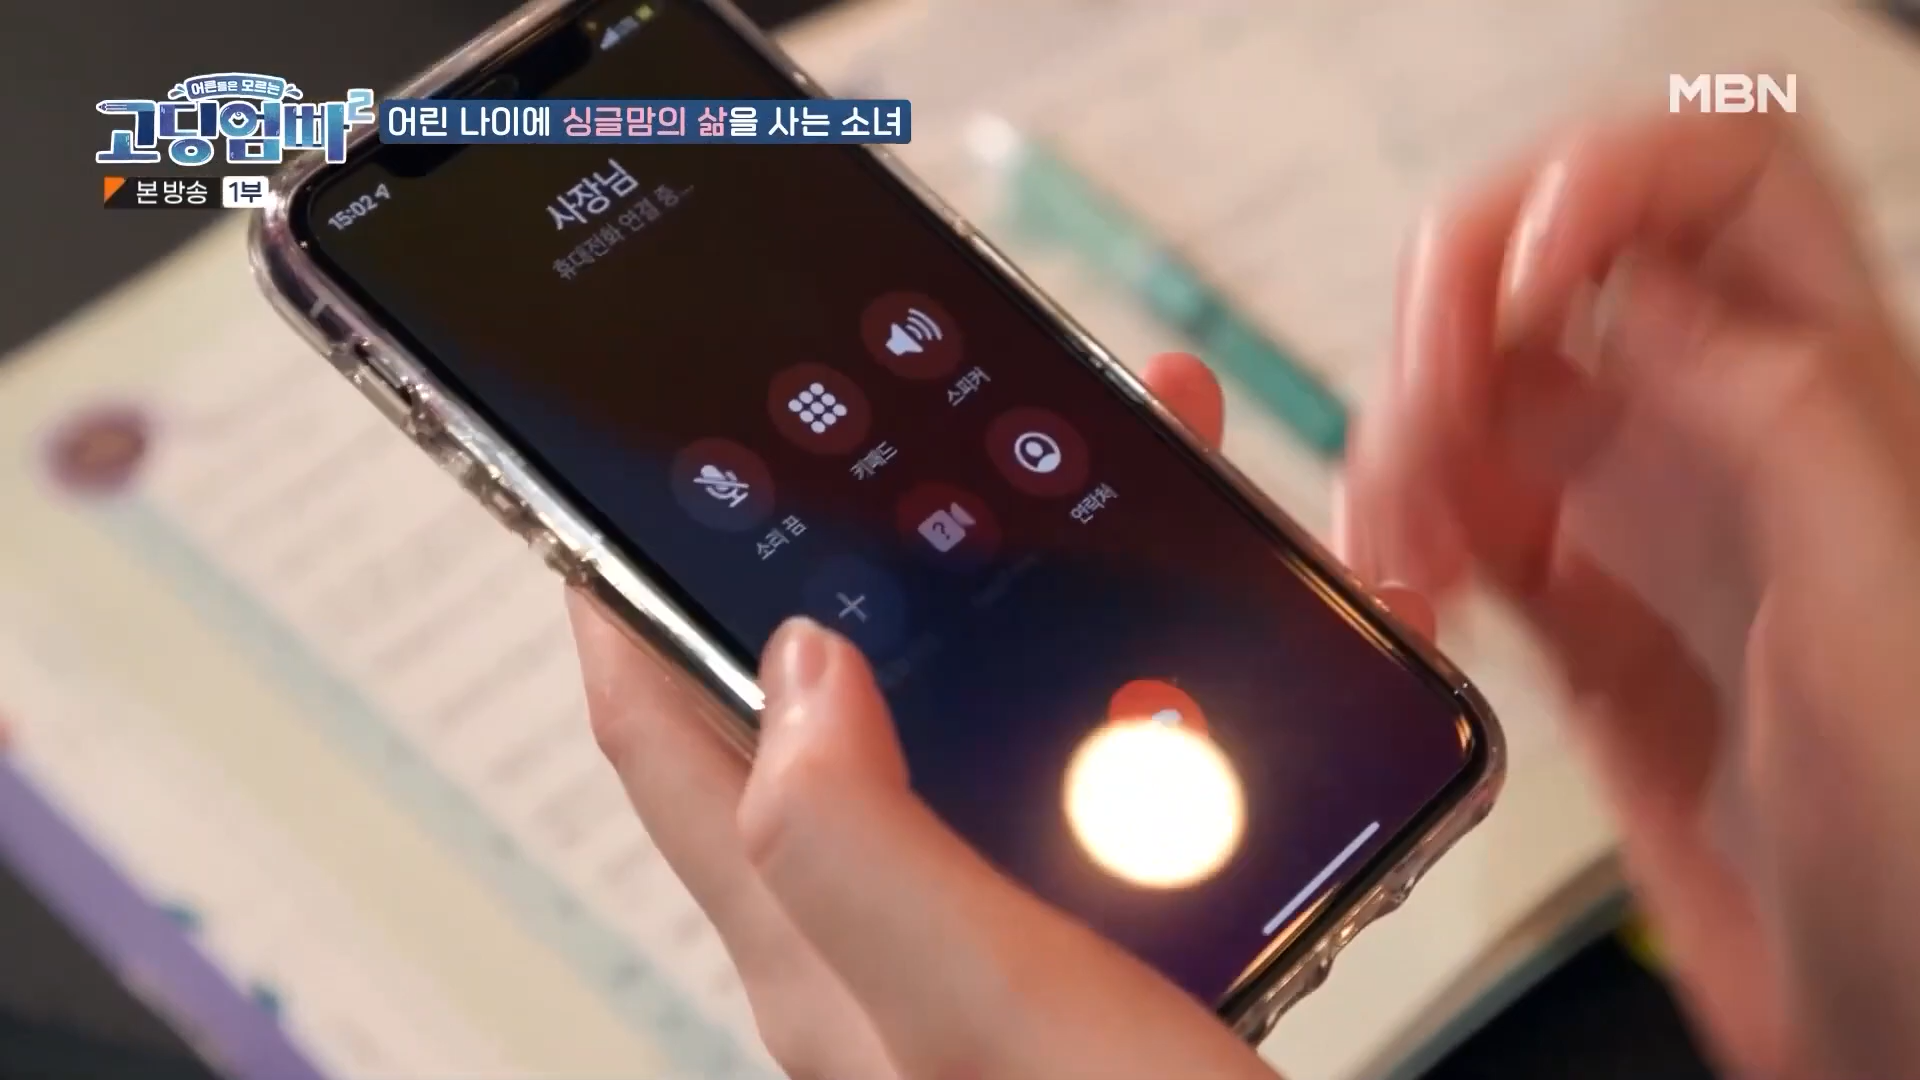 어른들은 모르는
고딩엄빠2
어린 나이에 싱글맘의 삶을 사는 소녀
MBN
본 방송 1부
15:02
사장님
휴대전화 연결 중...
스피커
키패드
소리 끔
연락처